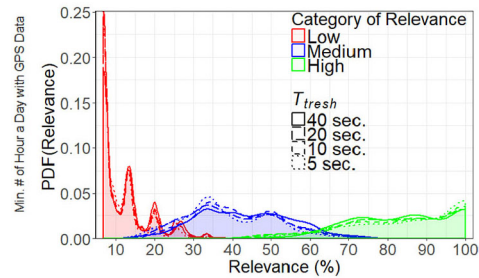 Min. # of Hour a Day with GPS Data
PDF(Relevance)
0.25
0.20
0.15
0.10
0.05
0.00
10 20 30 40 50 60 70 80 90 100
Relevance (%)
Category of Relevance
Low
Medium
High
T_tresh
40 sec.
20 sec.
10 sec.
5 sec.